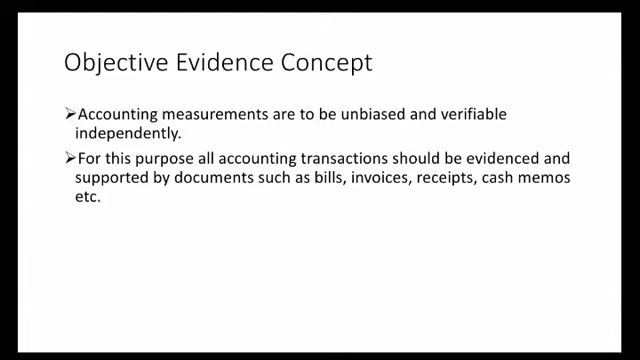 Objective Evidence Concept
➤Accounting measurements are to be unbiased and verifiable
independently.
➤For this purpose all accounting transactions should be evidenced and
supported by documents such as bills, invoices, receipts, cash memos
etc.